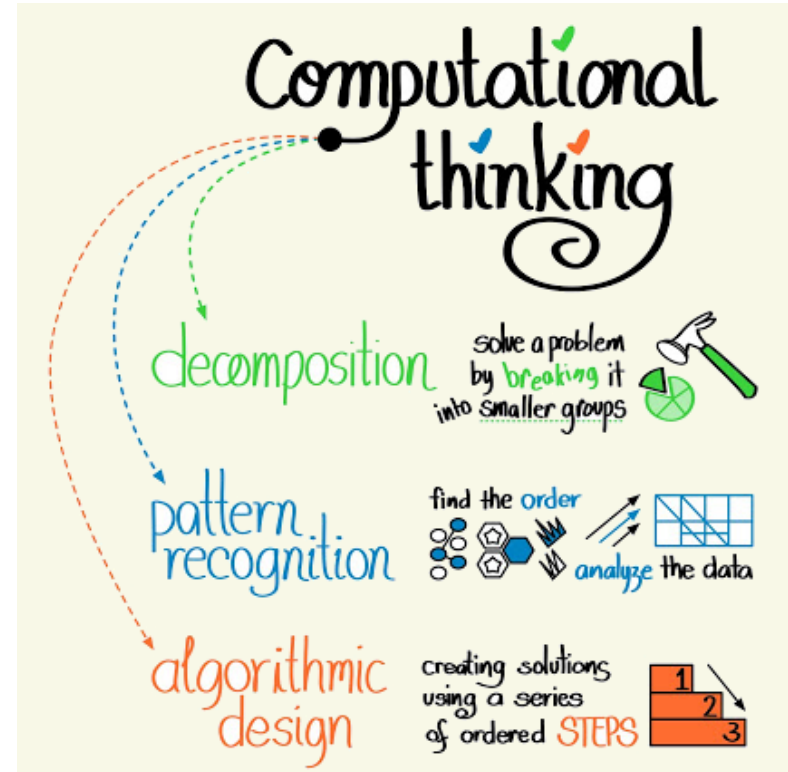 Computational
thinking
decomposition
solve a problem
by breaking it
into smaller groups
pattern
recognition
find the order
analyze the data
algorithmic
design
creating solutions
using a series
of ordered STEPS
1
2
3